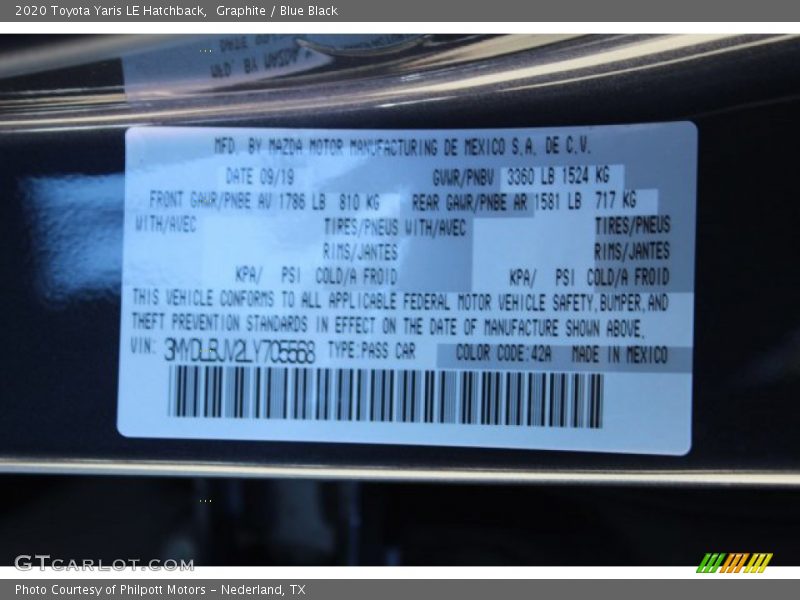 2020 Toyota Yaris LE Hatchback, Graphite / Blue Black
MFD. BY MAZDA MOTOR MANUFACTURING DE MEXICO S.A. DE C.V.
DATE 09/19 GVWR/PNBV 3360 LB 1524 KG
FRONT GAWR/PNBE AV 1786 LB 810 KG REAR GAWR/PNBE AR 1581 LB 717 KG
WITH/AVEC TIRES/PNEUS WITH/AVEC TIRES/PNEUS
RIMS/JANTES RIMS/JANTES
KPA/ PSI COLD/A FROID KPA/ PSI COLD/A FROID
THIS VEHICLE CONFORMS TO ALL APPLICABLE FEDERAL MOTOR VEHICLE SAFETY, BUMPER, AND
THEFT PREVENTION STANDARDS IN EFFECT ON THE DATE OF MANUFACTURE SHOWN ABOVE.
VIN: 3MYDLBJV2LY705568 TYPE:PASS CAR COLOR CODE:42A MADE IN MEXICO
GTCARLOT.COM
Photo Courtesy of Philpott Motors - Nederland, TX